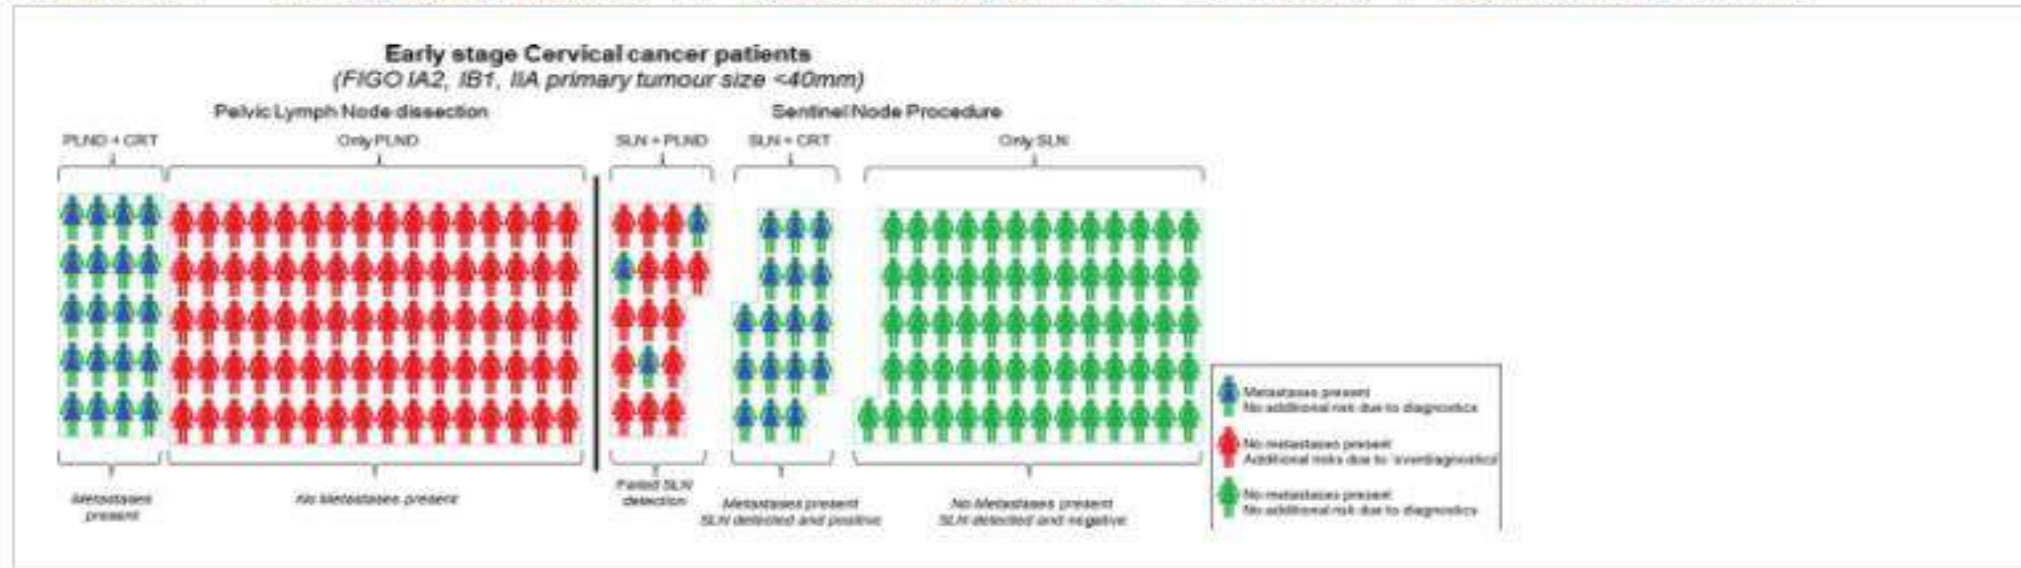 Early stage Cervical cancer patients
(FIGO IA2, IB1, IIA primary tumour size <40mm)
Pelvic Lymph Node dissection
Sentinel Node Procedure
PLND + CRT
Only PLND
SLN + PLND
SLN + CRT
Only SLN
Metastases present
No additional risk due to diagnostics
No metastases present
Additional risks due to 'overdiagnostics'
No metastases present
No additional risk due to diagnostics
Metastases
present
No Metastases present
Failed SLN
detection
Metastases present
SLN detected and positive
No Metastases present
SLN detected and negative